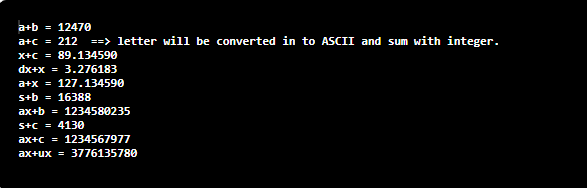 a+b = 12470
a+c = 212  ==> letter will be converted in to ASCII and sum with integer.
x+c = 89.134590
dx+x = 3.276183
a+x = 127.134590
s+b = 16388
ax+b = 1234580235
s+c = 4130
ax+c = 1234567977
ax+ux = 3776135780